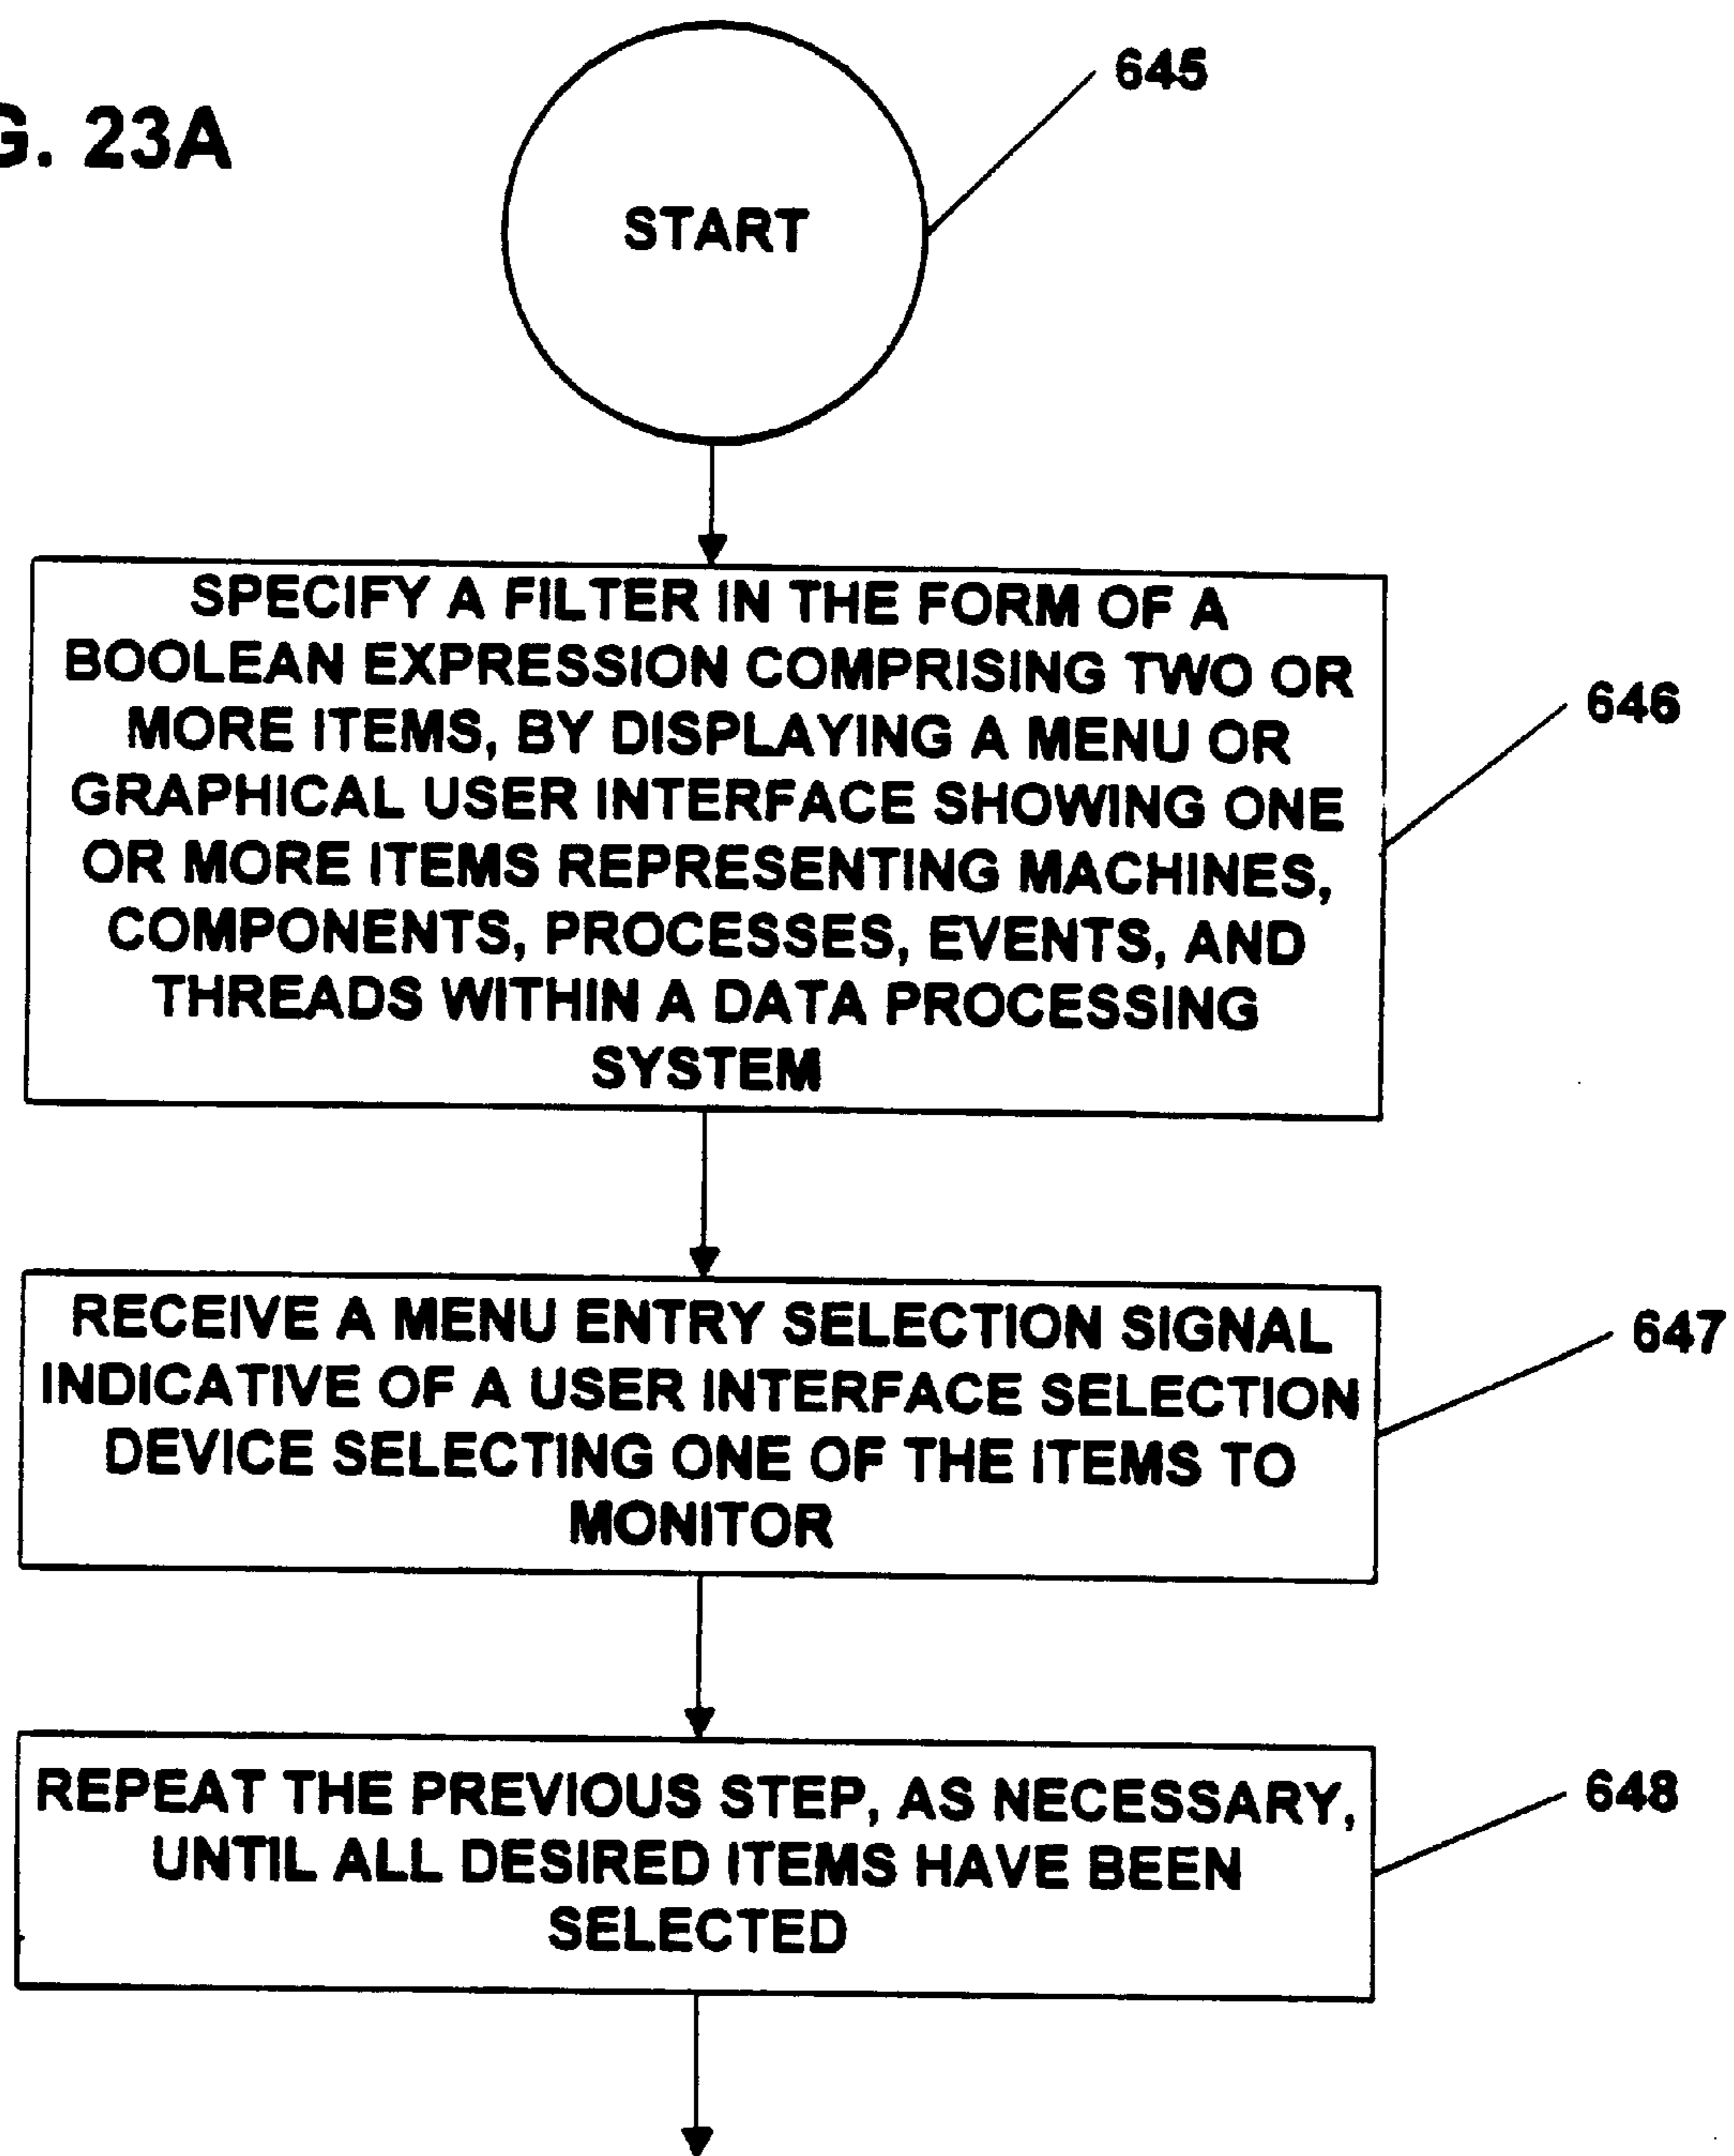 G. 23A
645
START
SPECIFY A FILTER IN THE FORM OF A
BOOLEAN EXPRESSION COMPRISING TWO OR
MORE ITEMS, BY DISPLAYING A MENU OR
GRAPHICAL USER INTERFACE SHOWING ONE
OR MORE ITEMS REPRESENTING MACHINES,
COMPONENTS, PROCESSES, EVENTS, AND
THREADS WITHIN A DATA PROCESSING
SYSTEM
646
RECEIVE A MENU ENTRY SELECTION SIGNAL
INDICATIVE OF A USER INTERFACE SELECTION
DEVICE SELECTING ONE OF THE ITEMS TO
MONITOR
647
REPEAT THE PREVIOUS STEP, AS NECESSARY,
UNTIL ALL DESIRED ITEMS HAVE BEEN
SELECTED
648